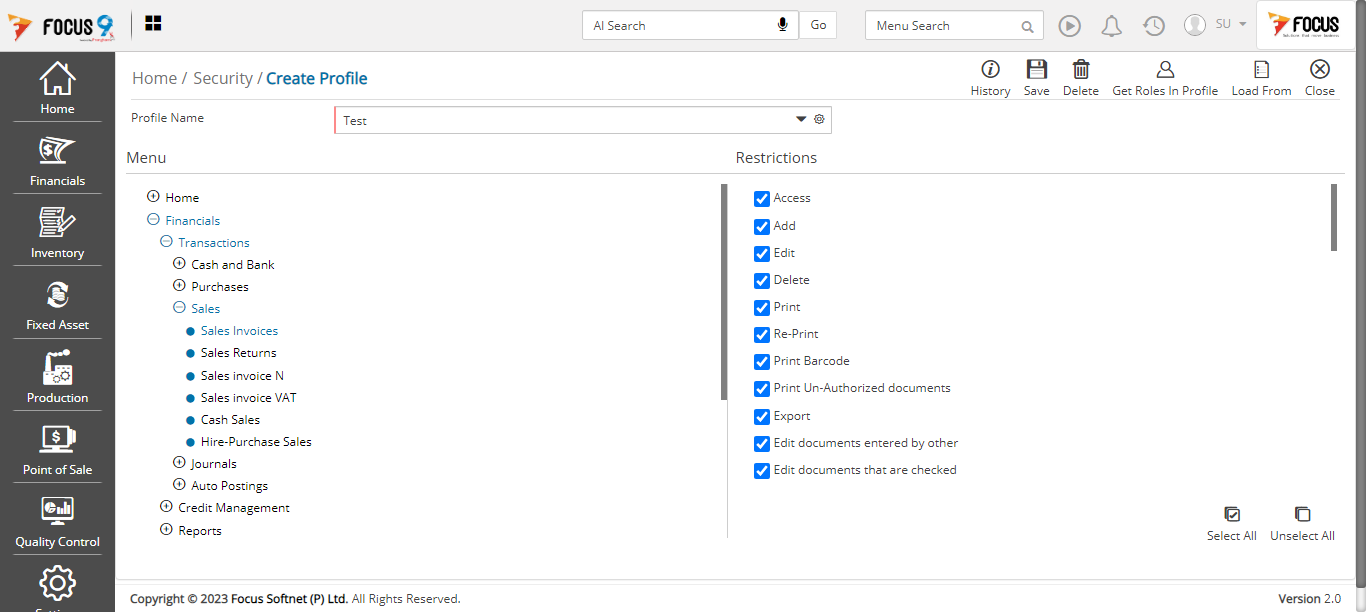 FOCUS 9
AI Search
Go
Menu Search
SU
FOCUS
Home / Security / Create Profile
History
Save
Delete
Get Roles In Profile
Load From
Close
Profile Name
Test
Menu
Restrictions
Home
Financials
Inventory
Fixed Asset
Production
Point of Sale
Quality Control
Home
Financials
Transactions
Cash and Bank
Purchases
Sales
Sales Invoices
Sales Returns
Sales invoice N
Sales invoice VAT
Cash Sales
Hire-Purchase Sales
Journals
Auto Postings
Credit Management
Reports
Access
Add
Edit
Delete
Print
Re-Print
Print Barcode
Print Un-Authorized documents
Export
Edit documents entered by other
Edit documents that are checked
Select All
Unselect All
Copyright © 2023 Focus Softnet (P) Ltd. All Rights Reserved.
Version 2.0